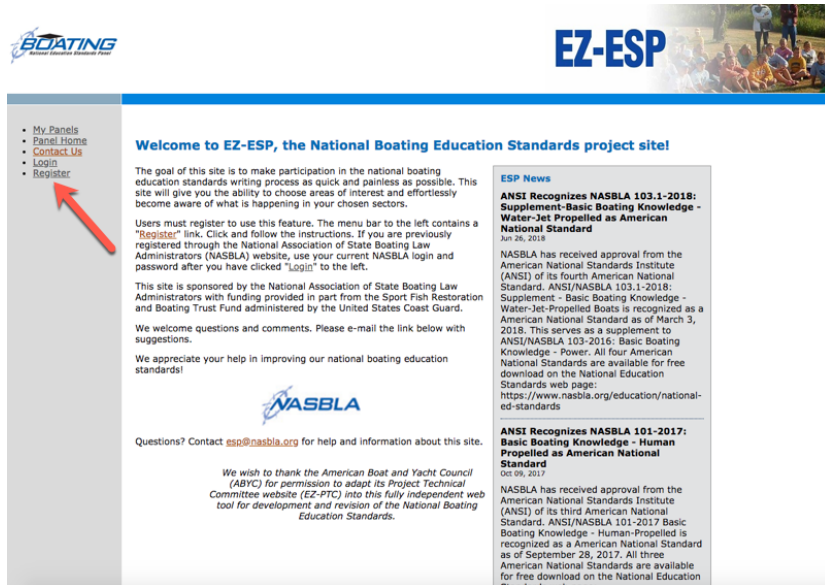 BOATING
National Education Standards Panel
EZ-ESP
My Panels
Panel Home
Contact Us
Login
Register
Welcome to EZ-ESP, the National Boating Education Standards project site!
The goal of this site is to make participation in the national boating
education standards writing process as quick and painless as possible. This
site will give you the ability to choose areas of interest and effortlessly
become aware of what is happening in your chosen sectors.
Users must register to use this feature. The menu bar to the left contains a
"Register" link. Click and follow the instructions. If you are previously
registered through the National Association of State Boating Law
Administrators (NASBLA) website, use your current NASBLA login and
password after you have clicked "Login" to the left.
This site is sponsored by the National Association of State Boating Law
Administrators with funding provided in part from the Sport Fish Restoration
and Boating Trust Fund administered by the United States Coast Guard.
We welcome questions and comments. Please e-mail the link below with
suggestions.
We appreciate your help in improving our national boating education
standards!
NASBLA
Questions? Contact esp@nasbla.org for help and information about this site.
We wish to thank the American Boat and Yacht Council
(ABYC) for permission to adapt its Project Technical
Committee website (EZ-PTC) into this fully independent web
tool for development and revision of the National Boating
Education Standards.
ESP News
ANSI Recognizes NASBLA 103.1-2018:
Supplement-Basic Boating Knowledge -
Water-Jet Propelled as American
National Standard
Jun 26, 2018
NASBLA has received approval from the
American National Standards Institute
(ANSI) of its fourth American National
Standard. ANSI/NASBLA 103.1-2018:
Supplement - Basic Boating Knowledge -
Water-Jet-Propelled Boats is recognized as a
American National Standard as of March 3,
2018. This serves as a supplement to
ANSI/NASBLA 103-2016: Basic Boating
Knowledge - Power. All four American
National Standards are available for free
download on the National Education
Standards web page:
https://www.nasbla.org/education/national-
ed-standards
ANSI Recognizes NASBLA 101-2017:
Basic Boating Knowledge - Human
Propelled as American National
Standard
Oct 09, 2017
NASBLA has received approval from the
American National Standards Institute
(ANSI) of its third American National
Standard. ANSI/NASBLA 101-2017 Basic
Boating Knowledge - Human-Propelled is
recognized as a American National Standard
as of September 28, 2017. All three
American National Standards are available
for free download on the National Education